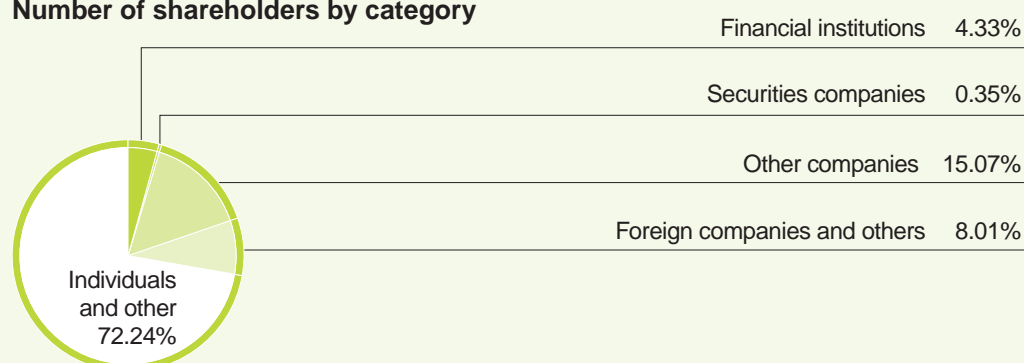 Number of shareholders by category
Financial institutions 4.33%
Securities companies 0.35%
Other companies 15.07%
Foreign companies and others 8.01%
Individuals
and other
72.24%